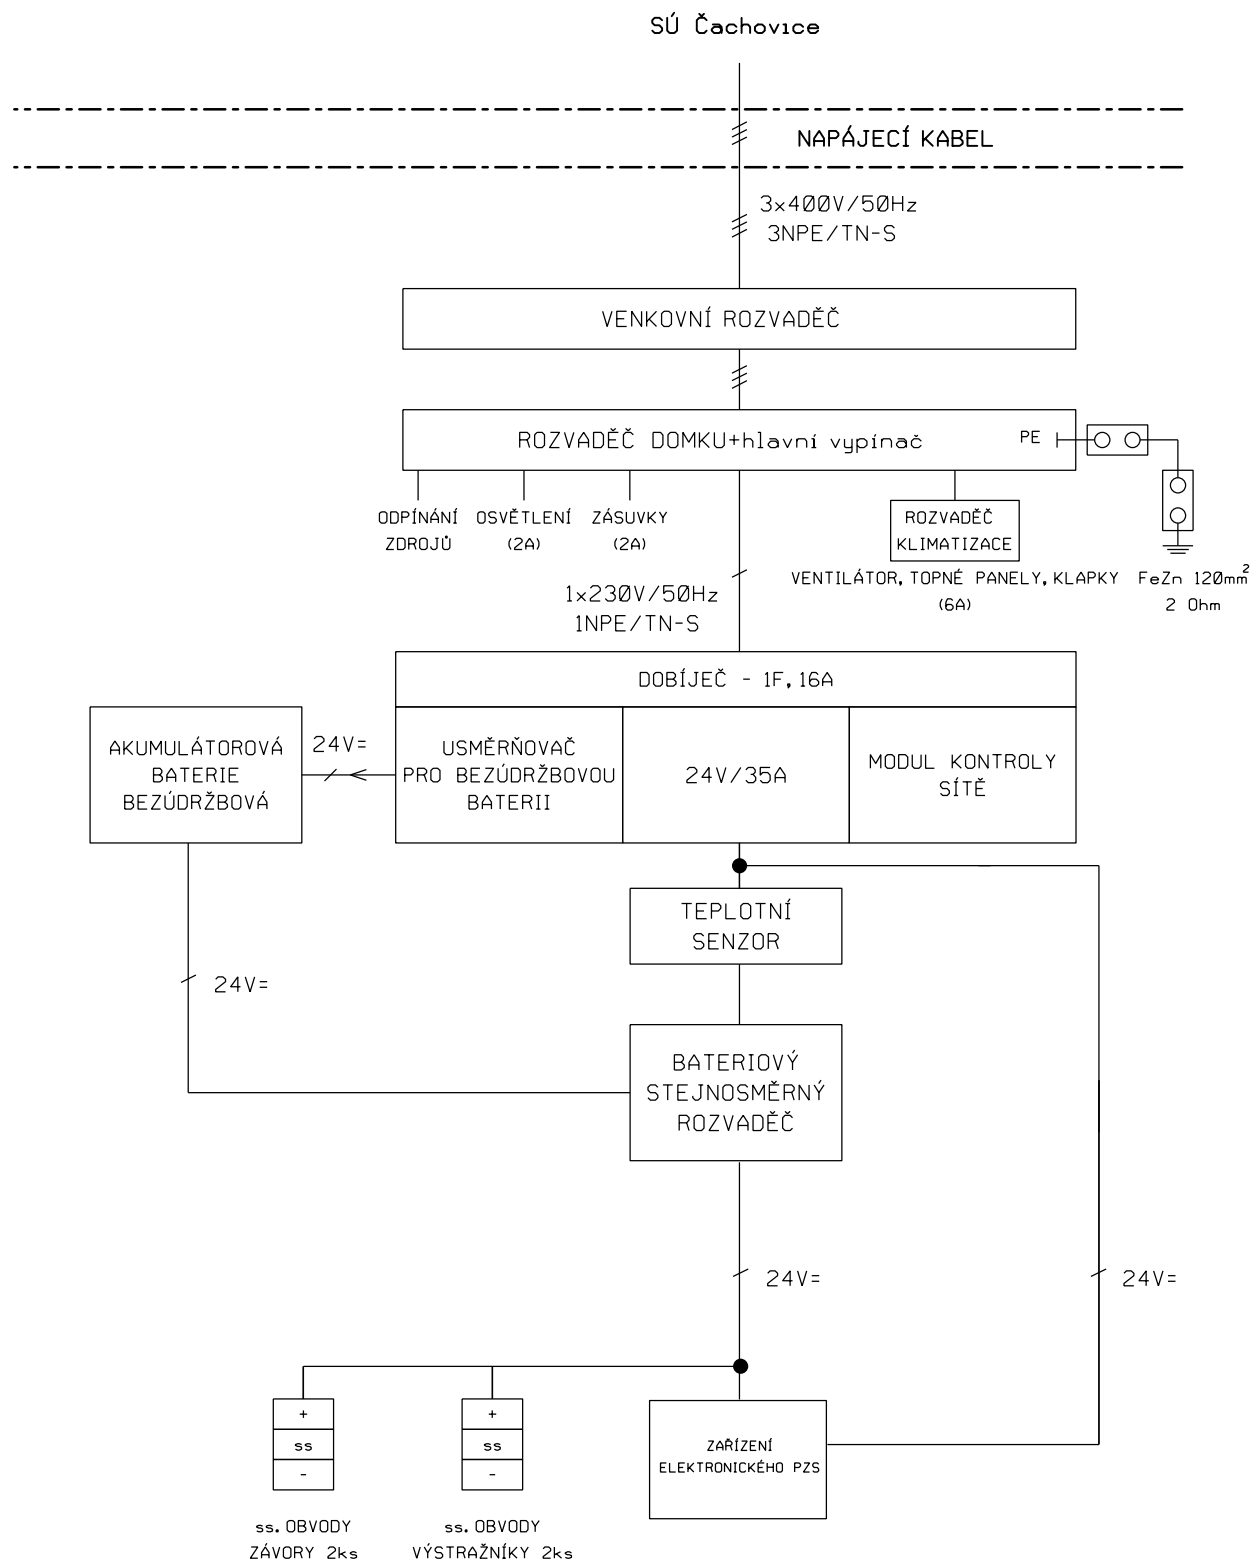 SÚ Čachovice
NAPÁJECÍ KABEL
3x400V/50Hz
3NPE/TN-S
VENKOVNÍ ROZVADĚČ
ROZVADĚČ DOMKU+hlavní vypínač
PE
ODPÍNÁNÍ
ZDROJŮ
OSVĚTLENÍ
(2A)
ZÁSUVKY
(2A)
ROZVADĚČ
KLIMATIZACE
VENTILÁTOR, TOPNÉ PANELY, KLAPKY
(6A)
FeZn 120mm²
2 Ohm
1x230V/50Hz
1NPE/TN-S
DOBÍJEČ - 1F, 16A
AKUMULÁTOROVÁ
BATERIE
BEZÚDRŽBOVÁ
24V=
USMĚRŇOVAČ
PRO BEZÚDRŽBOVOU
BATERII
24V/35A
MODUL KONTROLY
SÍTĚ
TEPLOTNÍ
SENZOR
24V=
BATERIOVÝ
STEJNOSMĚRNÝ
ROZVADĚČ
24V=
24V=
+
ss
-
+
ss
-
ZAŘÍZENÍ
ELEKTRONICKÉHO PZS
ss. OBVODY
ZÁVORY 2ks
ss. OBVODY
VÝSTRAŽNÍKY 2ks